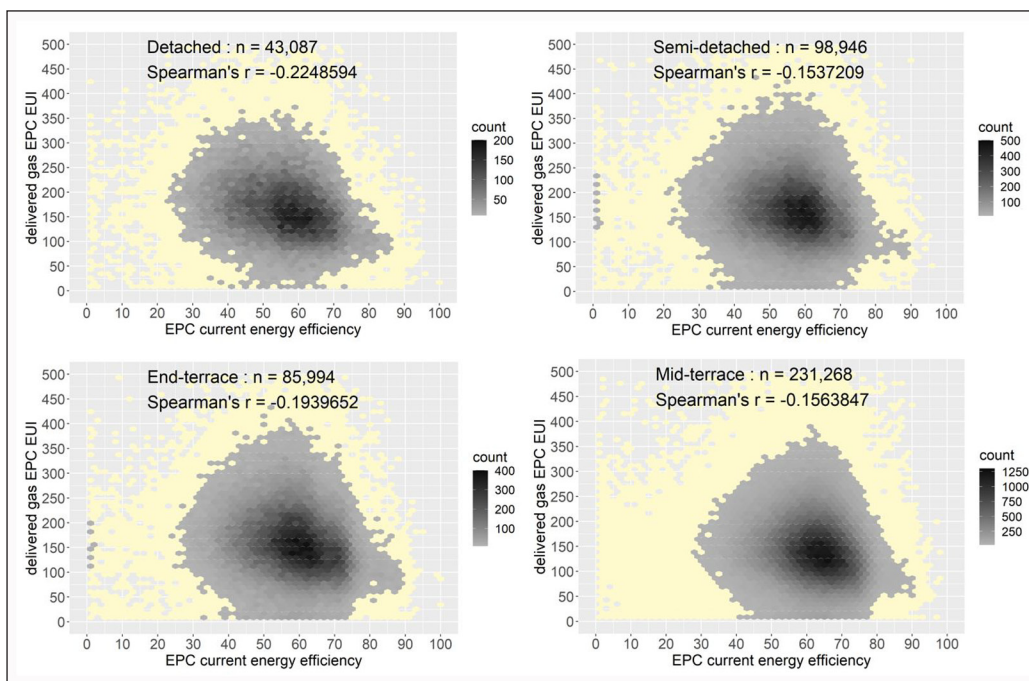 Detached : n = 43,087
Spearman's r = -0.2248594
delivered gas EPC EUI
500
450
400
350
300
250
200
150
100
50
0
0 10 20 30 40 50 60 70 80 90 100
EPC current energy efficiency
count
200
150
100
50
Semi-detached : n = 98,946
Spearman's r = -0.1537209
delivered gas EPC EUI
500
450
400
350
300
250
200
150
100
50
0
0 10 20 30 40 50 60 70 80 90 100
EPC current energy efficiency
count
500
400
300
200
100
End-terrace : n = 85,994
Spearman's r = -0.1939652
delivered gas EPC EUI
500
450
400
350
300
250
200
150
100
50
0
0 10 20 30 40 50 60 70 80 90 100
EPC current energy efficiency
count
400
300
200
100
Mid-terrace : n = 231,268
Spearman's r = -0.1563847
delivered gas EPC EUI
500
450
400
350
300
250
200
150
100
50
0
0 10 20 30 40 50 60 70 80 90 100
EPC current energy efficiency
count
1250
1000
750
500
250